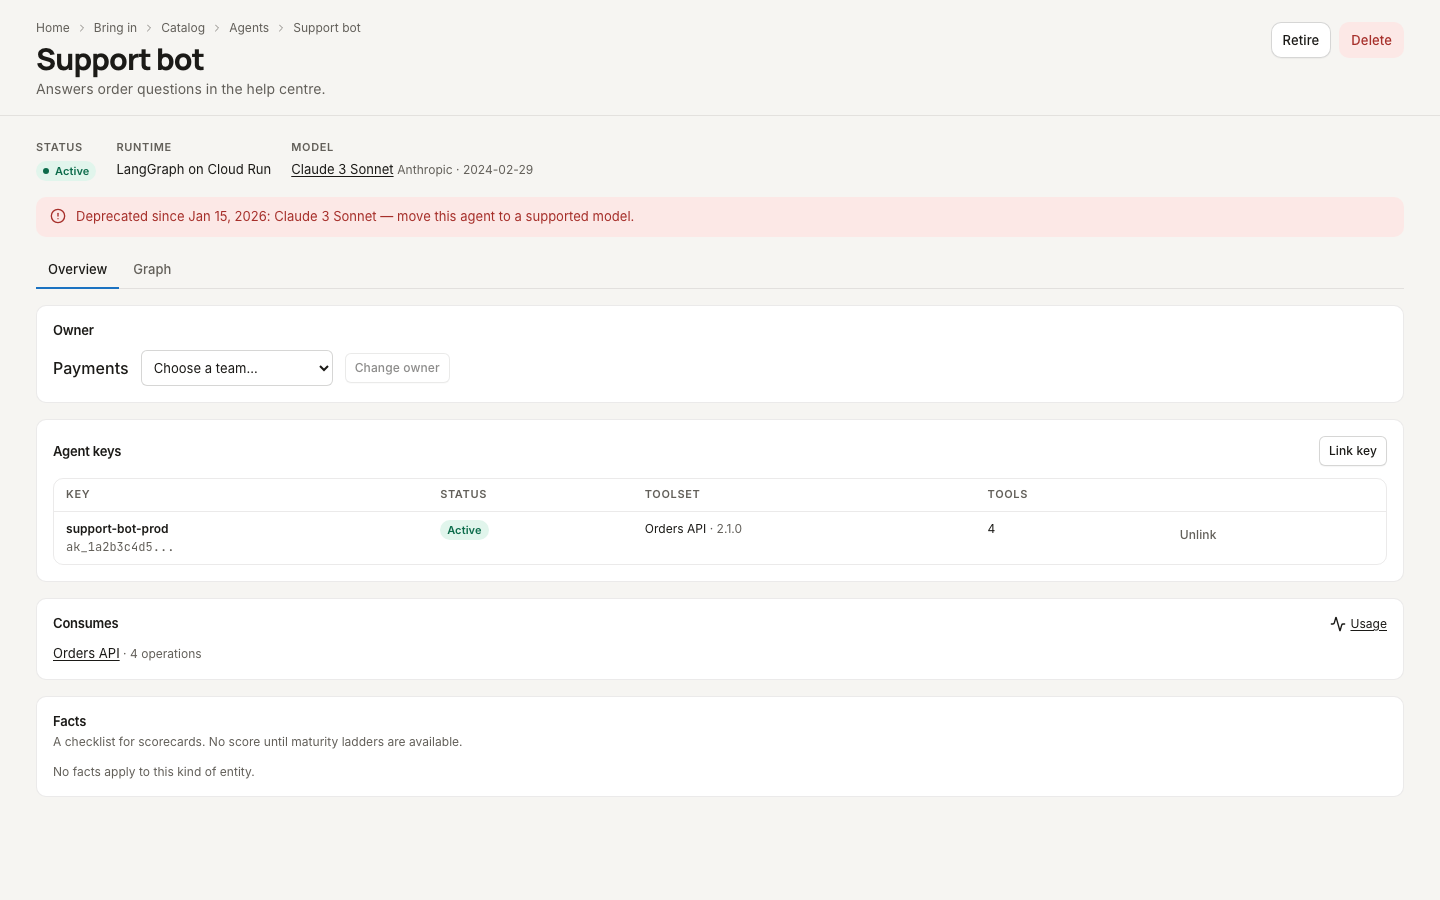 Home > Bring in > Catalog > Agents > Support bot
Support bot
Answers order questions in the help centre.
Retire
Delete
STATUS RUNTIME MODEL
Active LangGraph on Cloud Run Claude 3 Sonnet Anthropic · 2024-02-29
Deprecated since Jan 15, 2026: Claude 3 Sonnet — move this agent to a supported model.
Overview Graph
Owner
Payments Choose a team... Change owner
Agent keys Link key
KEY STATUS TOOLSET TOOLS
support-bot-prod Active Orders API · 2.1.0 4 Unlink
ak_1a2b3c4d5...
Consumes Usage
Orders API · 4 operations
Facts
A checklist for scorecards. No score until maturity ladders are available.
No facts apply to this kind of entity.